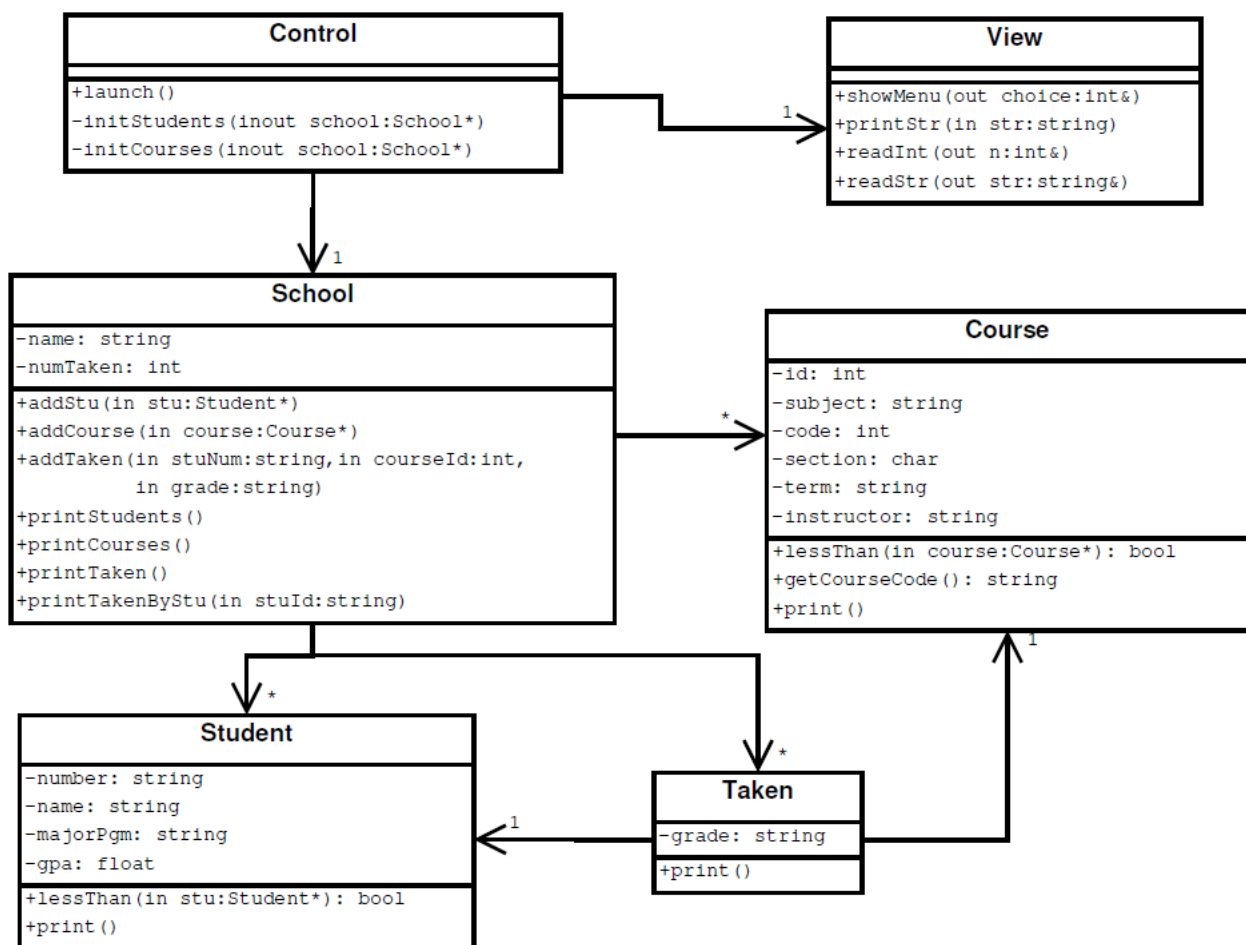 Control
+launch()
-initStudents(inout school:School*)
-initCourses(inout school:School*)
View
+showMenu(out choice:int&)
+printStr(in str:string)
+readInt(out n:int&)
+readStr(out str:string&)
1
1
School
-name: string
-numTaken: int
+addStu(in stu:Student*)
+addCourse(in course:Course*)
+addTaken(in stuNum:string,in courseId:int,
in grade:string)
+printStudents()
+printCourses()
+printTaken()
+printTakenByStu(in stuId:string)
*
Course
-id: int
-subject: string
-code: int
-section: char
-term: string
-instructor: string
+lessThan(in course:Course*): bool
+getCourseCode(): string
+print()
1
*
*
Student
-number: string
-name: string
-majorPgm: string
-gpa: float
+lessThan(in stu:Student*): bool
+print()
1
Taken
-grade: string
+print()